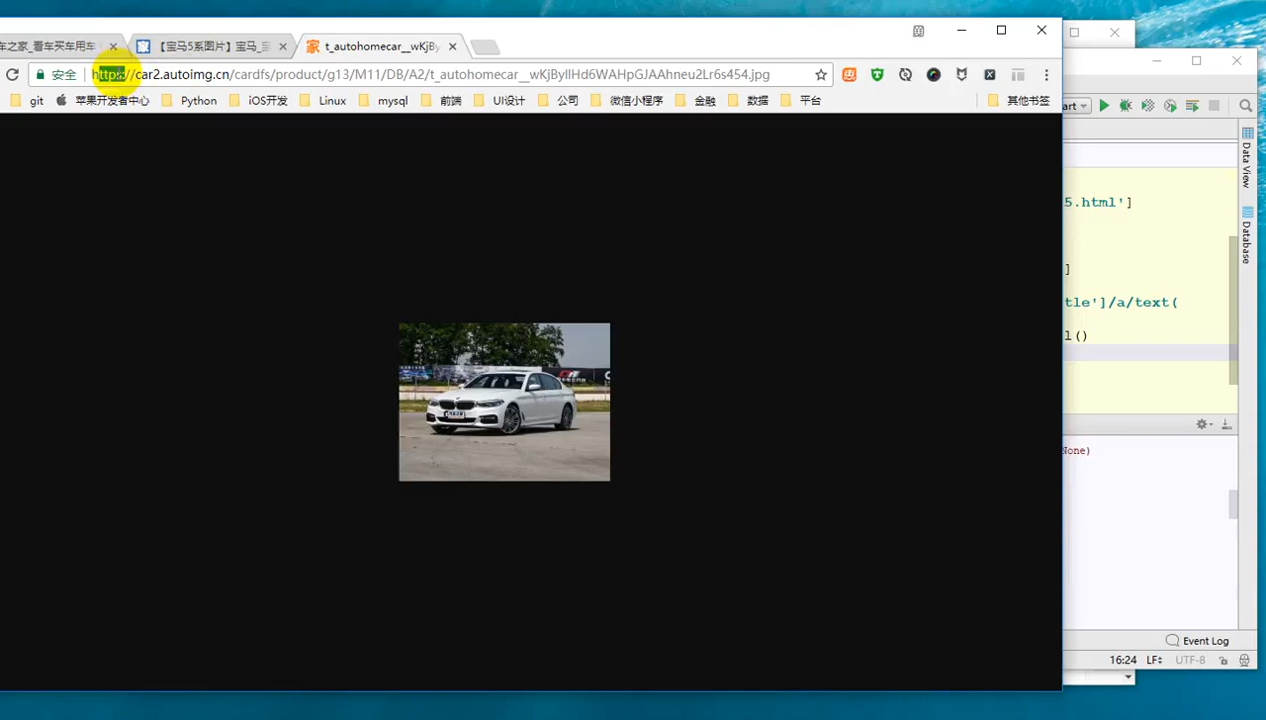 车之家_看车买车用车
【宝马5系图片】宝马_宝
t_autohomecar__wKjBy
安全
https://car2.autoimg.cn/cardfs/product/g13/M11/DB/A2/t_autohomecar__wKjByllHd6WAHpGJAAhneu2Lr6s454.jpg
git
苹果开发者中心
Python
iOS开发
Linux
mysql
前端
UI设计
公司
微信小程序
金融
数据
平台
其他书签
art
Data View
Database
5.html']
]
tle']/a/text(
l()
None)
Event Log
16:24
LF
UTF-8